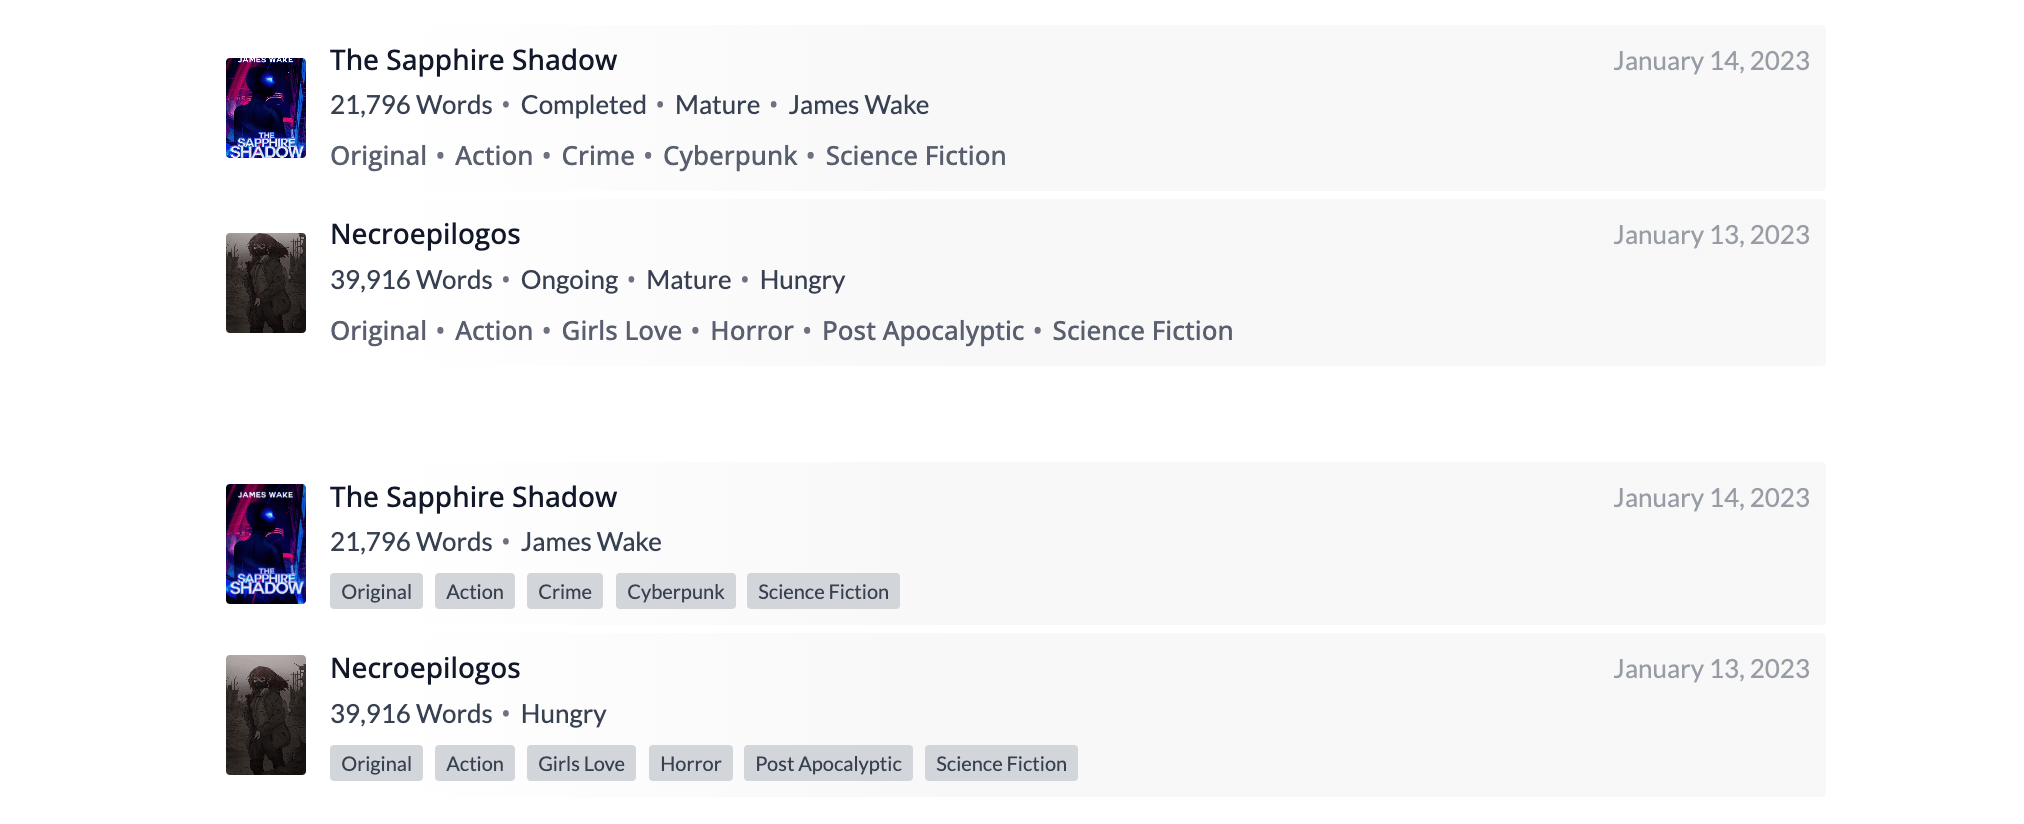 JAMES WAKE
THE
SAPPHIRE
SHADOW
The Sapphire Shadow
January 14, 2023
21,796 Words • Completed • Mature • James Wake
Original • Action • Crime • Cyberpunk • Science Fiction
Necroepilogos
January 13, 2023
39,916 Words • Ongoing • Mature • Hungry
Original • Action • Girls Love • Horror • Post Apocalyptic • Science Fiction
JAMES WAKE
THE
SAPPHIRE
SHADOW
The Sapphire Shadow
January 14, 2023
21,796 Words • James Wake
Original Action Crime Cyberpunk Science Fiction
Necroepilogos
January 13, 2023
39,916 Words • Hungry
Original Action Girls Love Horror Post Apocalyptic Science Fiction